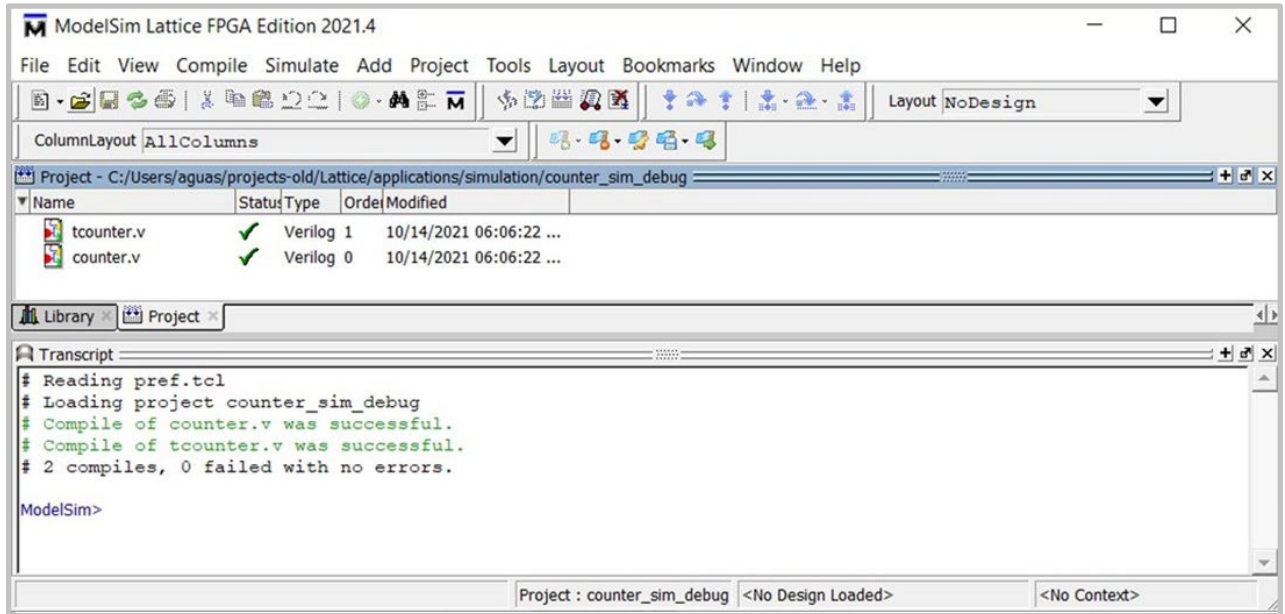 ModelSim Lattice FPGA Edition 2021.4
File Edit View Compile Simulate Add Project Tools Layout Bookmarks Window Help
Layout NoDesign
ColumnLayout AllColumns
Project - C:/Users/aguas/projects-old/Lattice/applications/simulation/counter_sim_debug
Name Status Type Order Modified
tcounter.v Verilog 1 10/14/2021 06:06:22 ...
counter.v Verilog 0 10/14/2021 06:06:22 ...
Library Project
Transcript
# Reading pref.tcl
# Loading project counter_sim_debug
# Compile of counter.v was successful.
# Compile of tcounter.v was successful.
# 2 compiles, 0 failed with no errors.
ModelSim>
Project : counter_sim_debug <No Design Loaded> <No Context>